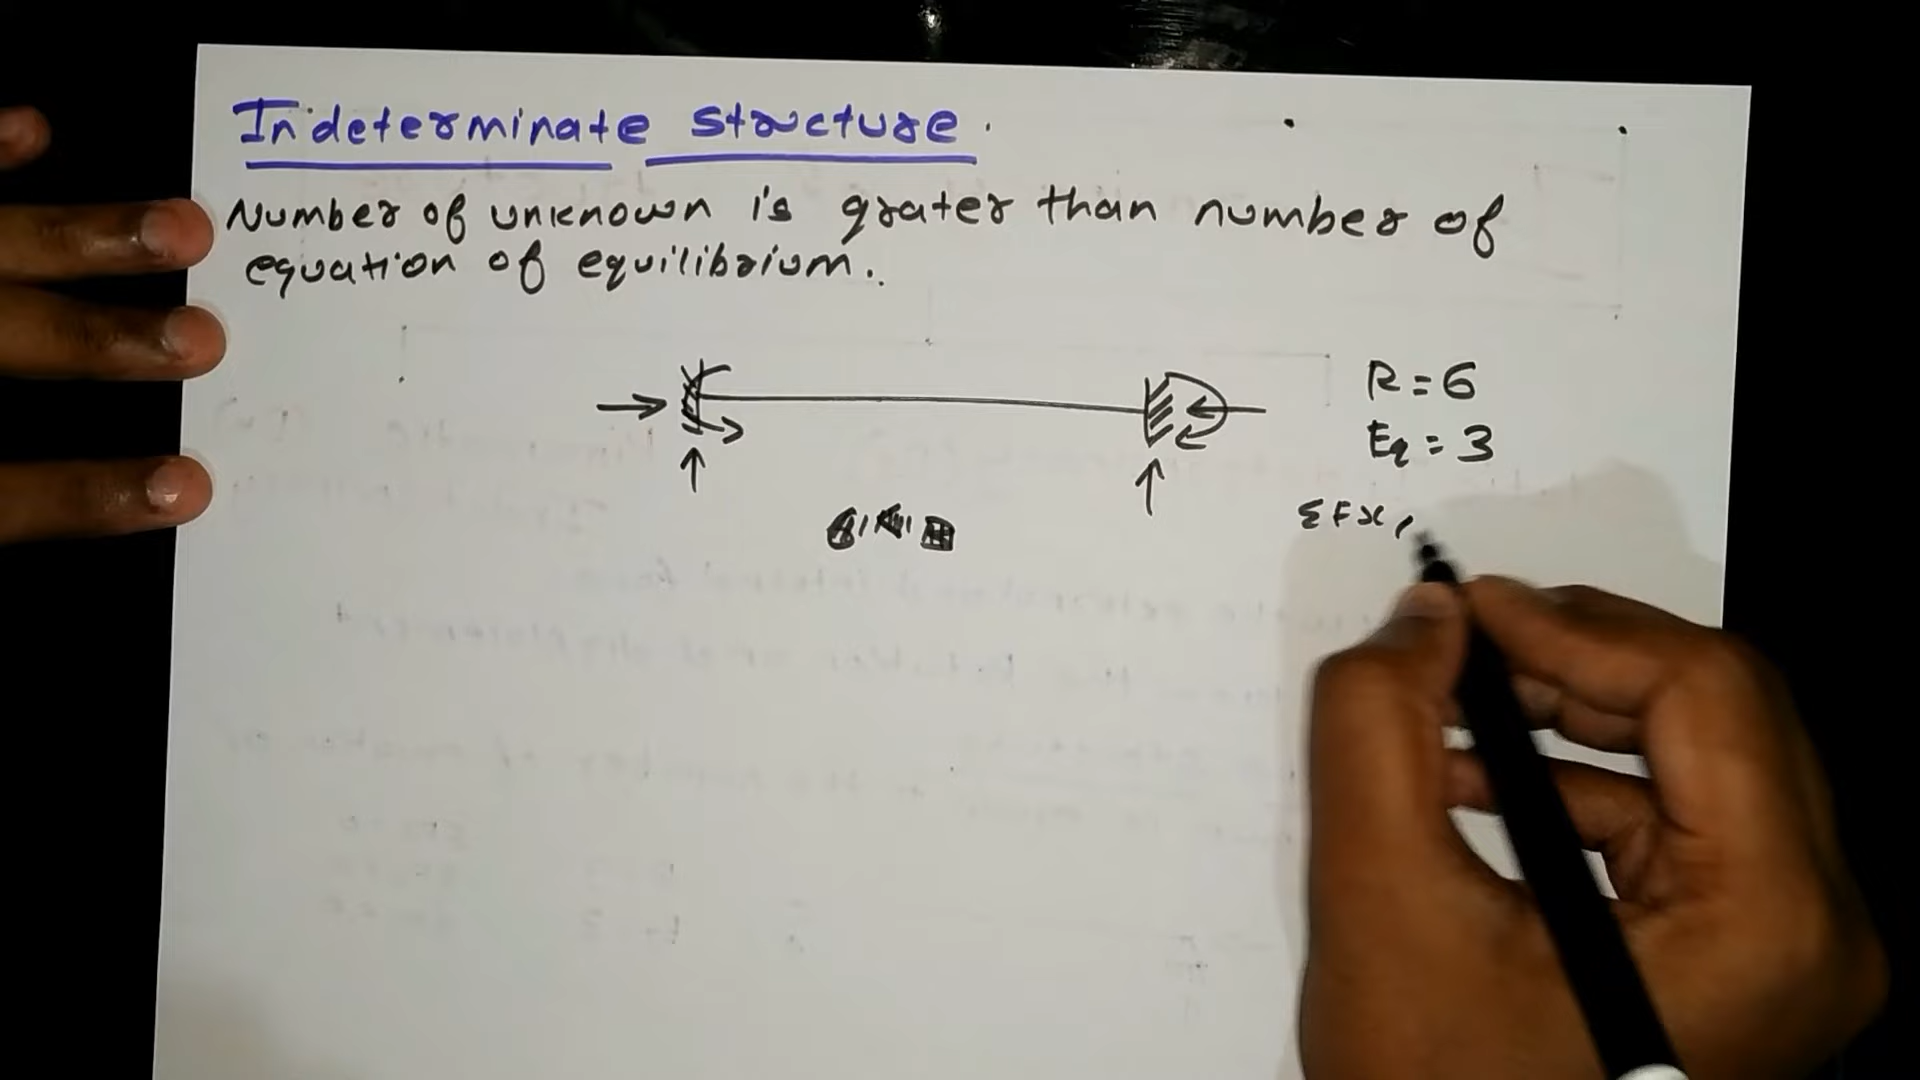 Indeterminate structure.
Number of unknown is grater than number of
equation of equilibrium.
R = 6
Eq = 3
ΣFx,